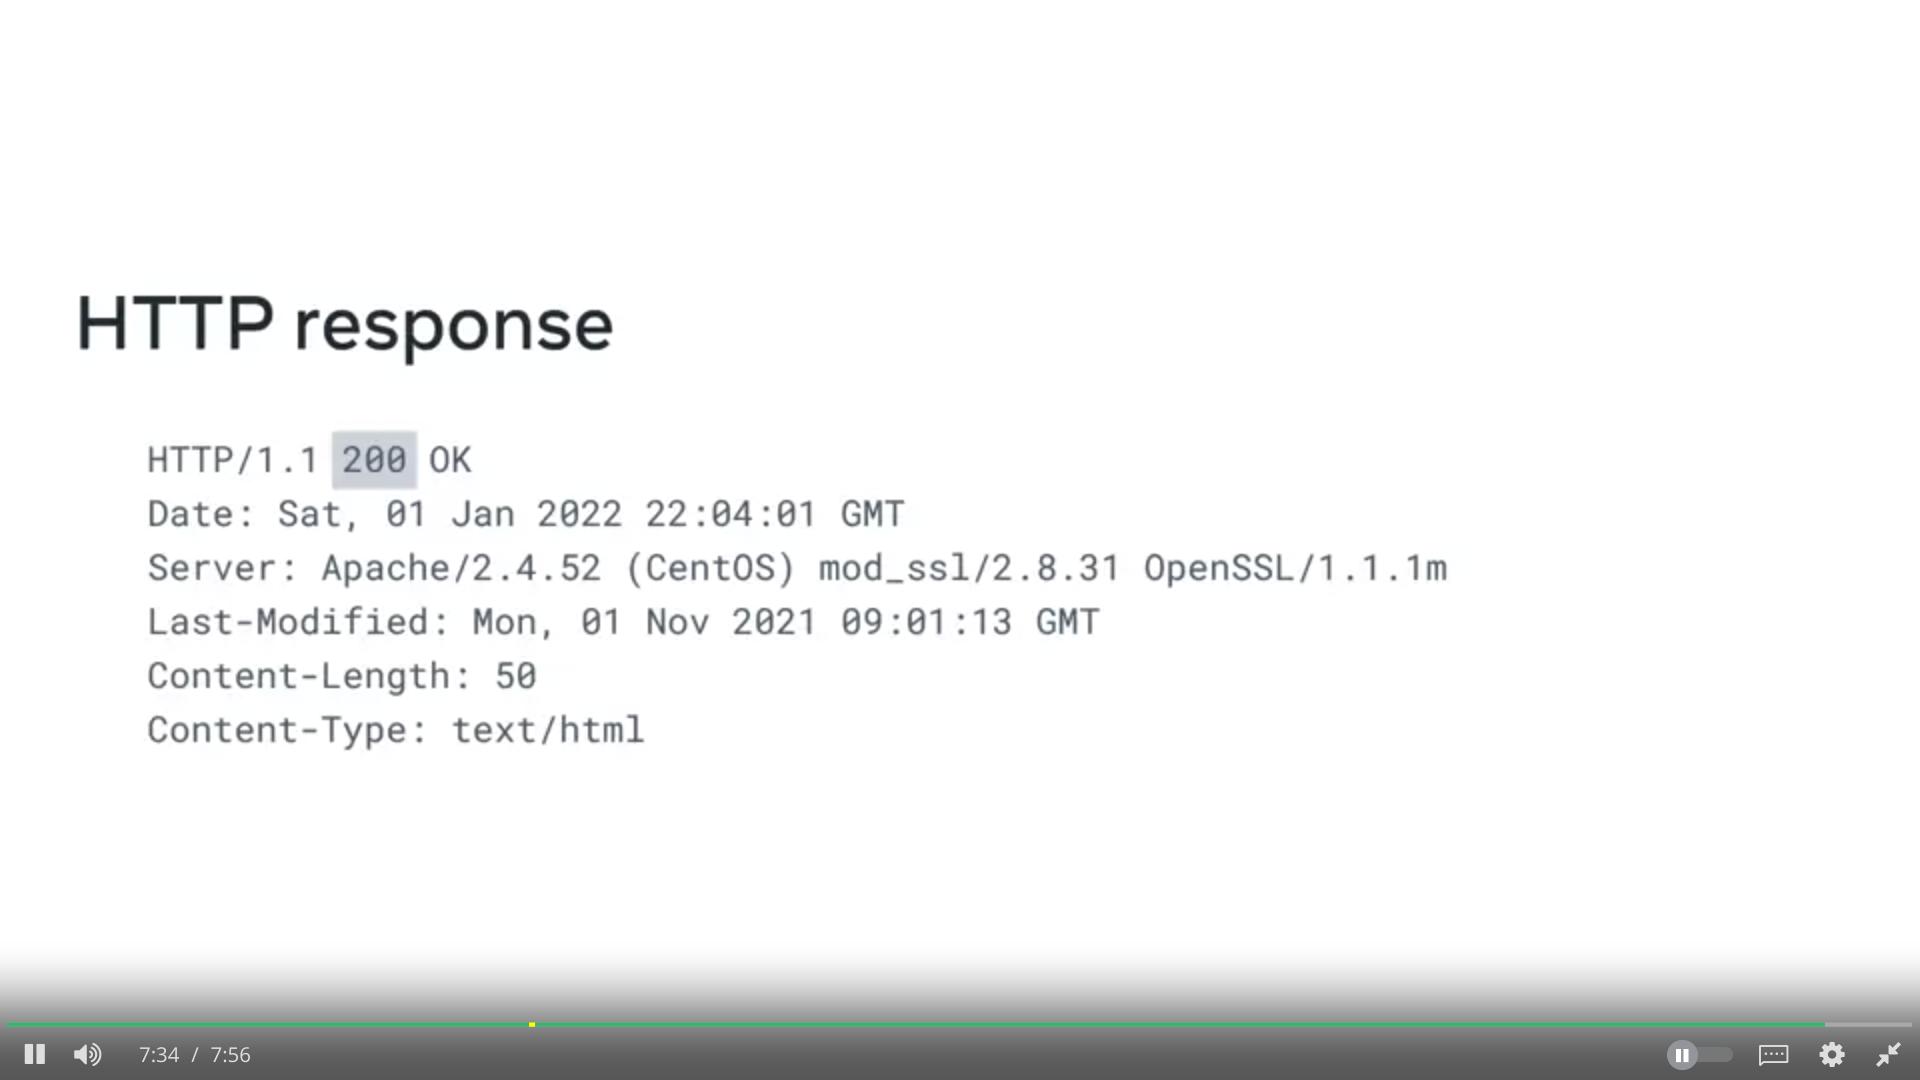 HTTP response
HTTP/1.1 200 OK
Date: Sat, 01 Jan 2022 22:04:01 GMT
Server: Apache/2.4.52 (CentOS) mod_ssl/2.8.31 OpenSSL/1.1.1m
Last-Modified: Mon, 01 Nov 2021 09:01:13 GMT
Content-Length: 50
Content-Type: text/html
7:34 / 7:56